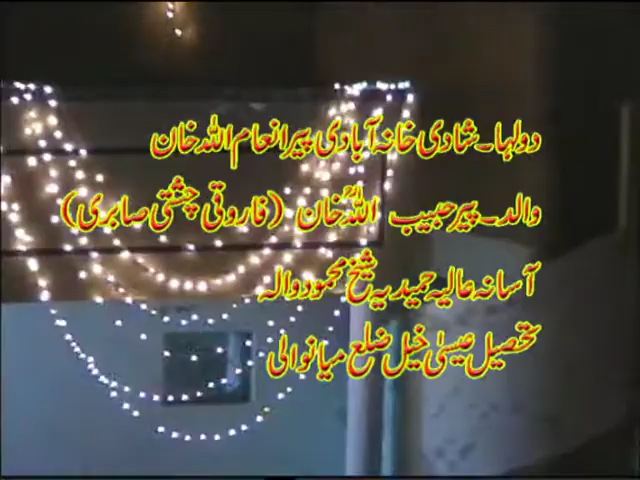 دولہا۔ شادی خانہ آبادی پیر انعام اللہ خان
والد۔ پیر حبیب اللہ خان (فاروقی چشتی صابری)
آسانہ عالیہ حمیدیہ شیخ محمود والہ
تحصیل عیسیٰ خیل ضلع میانوالی